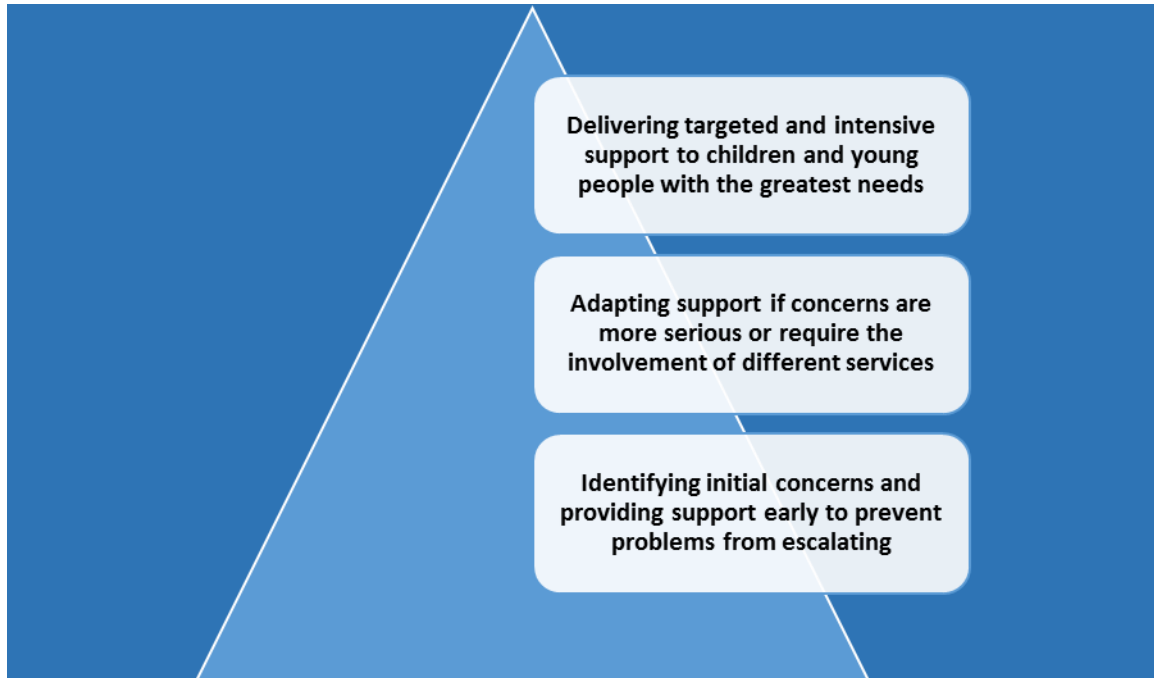 Delivering targeted and intensive
support to children and young
people with the greatest needs
Adapting support if concerns are
more serious or require the
involvement of different services
Identifying initial concerns and
providing support early to prevent
problems from escalating